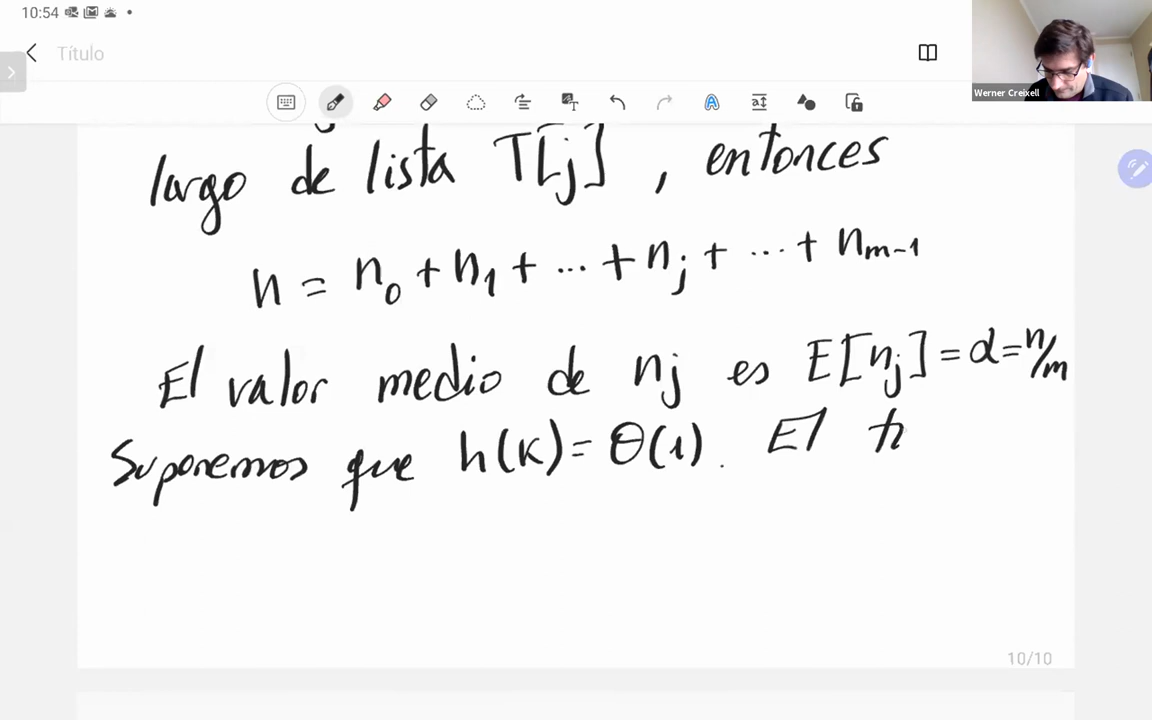 10:54
Título
Werner Creixell
largo de lista T[j], entonces
n = n₀ + n₁ + ... + nⱼ + ... + nₘ₋₁
El valor medio de nj es E[nⱼ] = α = n/m
Suponemos que h(k) = Θ(1). El
10/10